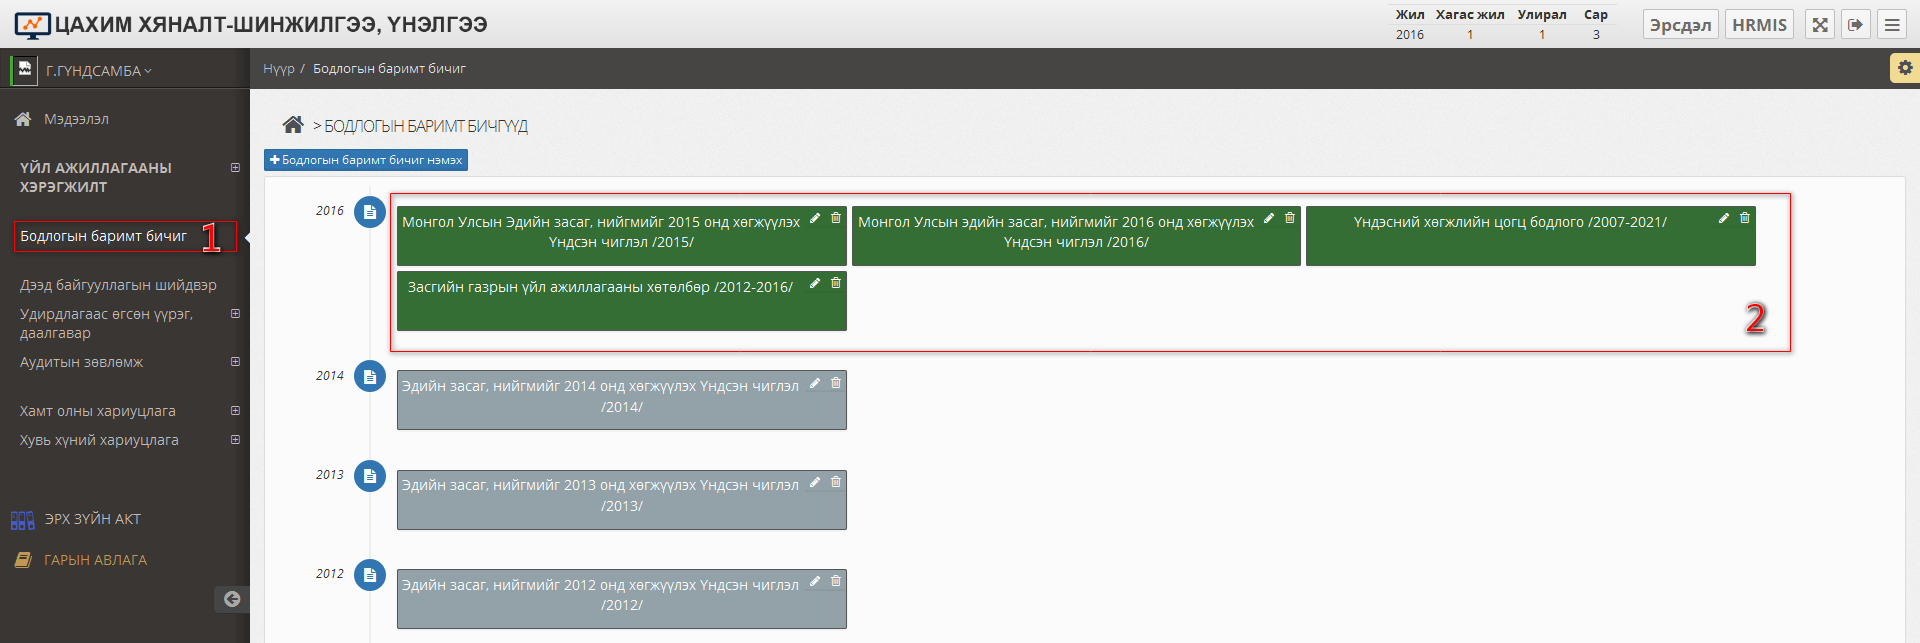 ЦАХИМ ХЯНАЛТ-ШИНЖИЛГЭЭ, ҮНЭЛГЭЭ
Жил Хагас жил Улирал Сар
2016 1 1 3
Эрсдэл HRMIS
Г.ГҮНДСАМБА
Нүүр / Бодлогын баримт бичиг
Мэдээлэл
ҮЙЛ АЖИЛЛАГААНЫ
ХЭРЭГЖИЛТ
Бодлогын баримт бичиг 1
Дээд байгууллагын шийдвэр
Удирдлагаас өгсөн үүрэг,
даалгавар
Аудитын зөвлөмж
Хамт олны хариуцлага
Хувь хүний хариуцлага
ЭРХ ЗҮЙН АКТ
ГАРЫН АВЛАГА
> БОДЛОГЫН БАРИМТ БИЧГҮҮД
Бодлогын баримт бичиг нэмэх
2016
Монгол Улсын Эдийн засаг, нийгмийг 2015 онд хөгжүүлэх
Үндсэн чиглэл /2015/
Монгол Улсын эдийн засаг, нийгмийг 2016 онд хөгжүүлэх
Үндсэн чиглэл /2016/
Үндэсний хөгжлийн цогц бодлого /2007-2021/
Засгийн газрын үйл ажиллагааны хөтөлбөр /2012-2016/
2
2014
Эдийн засаг, нийгмийг 2014 онд хөгжүүлэх Үндсэн чиглэл
/2014/
2013
Эдийн засаг, нийгмийг 2013 онд хөгжүүлэх Үндсэн чиглэл
/2013/
2012
Эдийн засаг, нийгмийг 2012 онд хөгжүүлэх Үндсэн чиглэл
/2012/